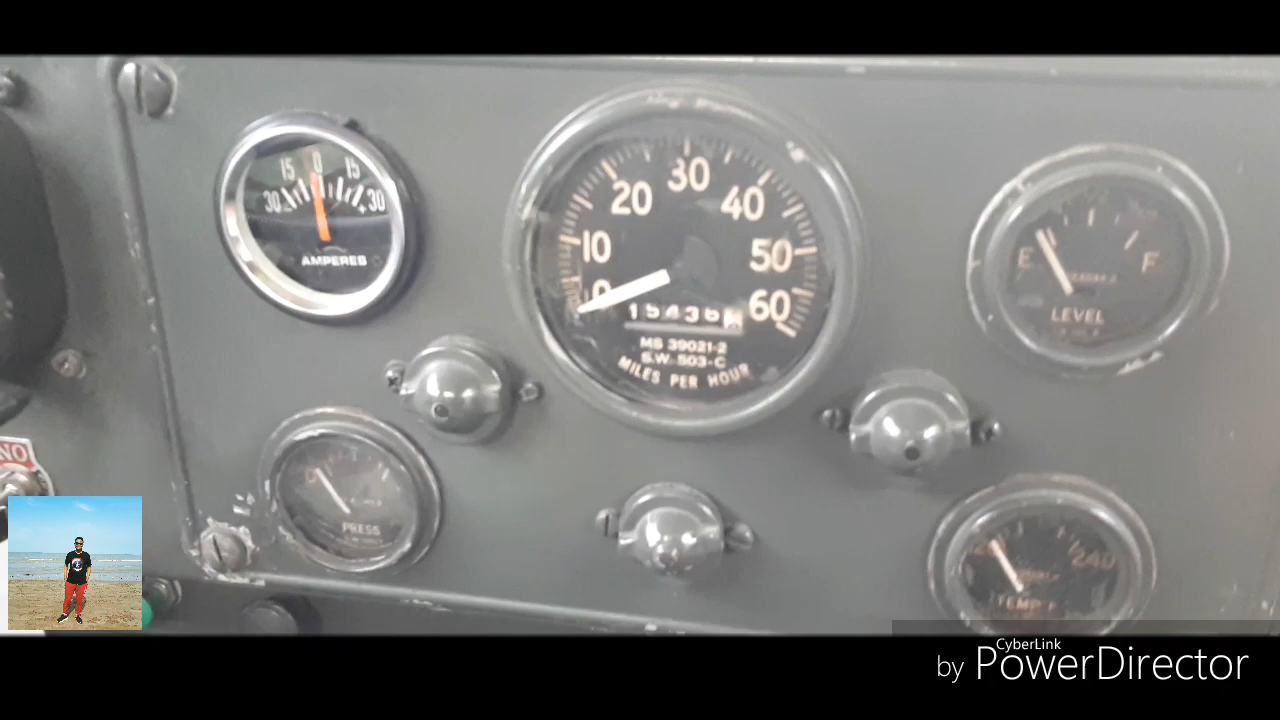 15 0 15
30 30
AMPERES
10 20 30 40 50 60
0
15436
MS 39021-2
S.W. 503-C
MILES PER HOUR
E F
LEVEL
PRESS
240
TEMP F
NO
CyberLink
by PowerDirector